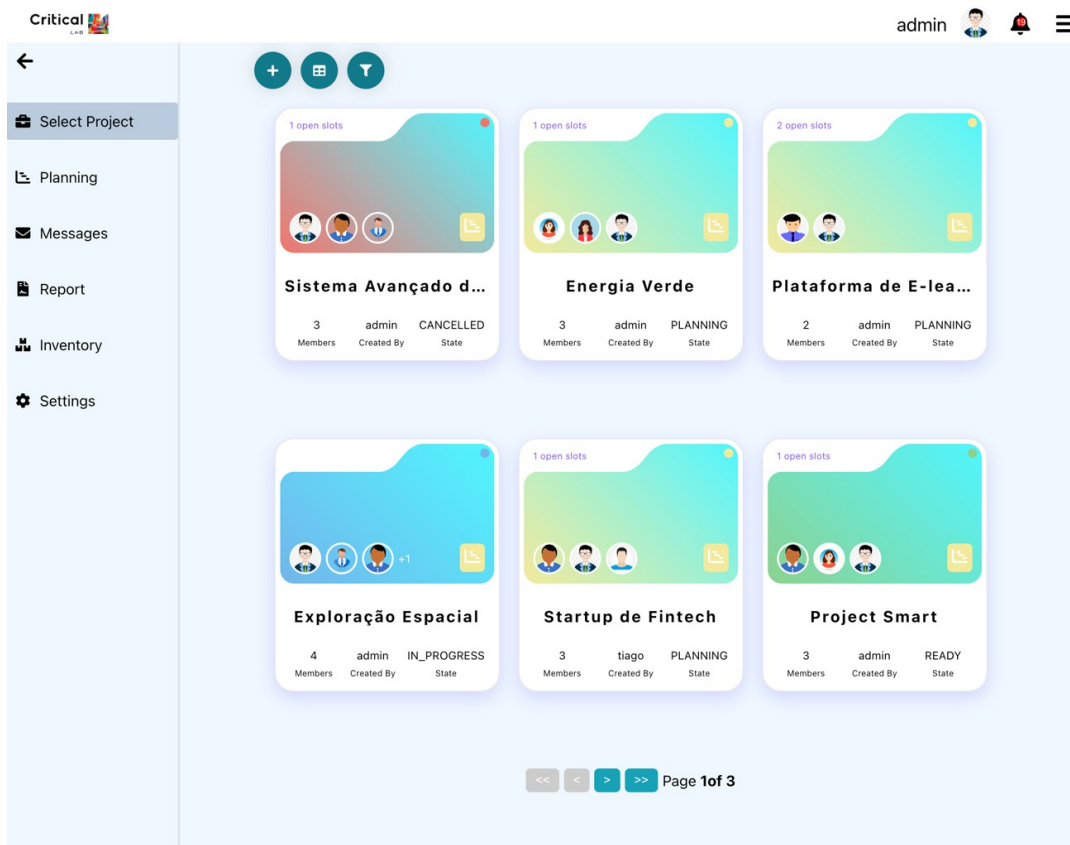 Critical
LAB
admin
19
Select Project
Planning
Messages
Report
Inventory
Settings
1 open slots
Sistema Avançado d...
3 admin CANCELLED
Members Created By State
1 open slots
Energia Verde
3 admin PLANNING
Members Created By State
2 open slots
Plataforma de E-lea...
2 admin PLANNING
Members Created By State
+1
Exploração Espacial
4 admin IN_PROGRESS
Members Created By State
1 open slots
Startup de Fintech
3 tiago PLANNING
Members Created By State
1 open slots
Project Smart
3 admin READY
Members Created By State
<< < > >> Page 1of 3